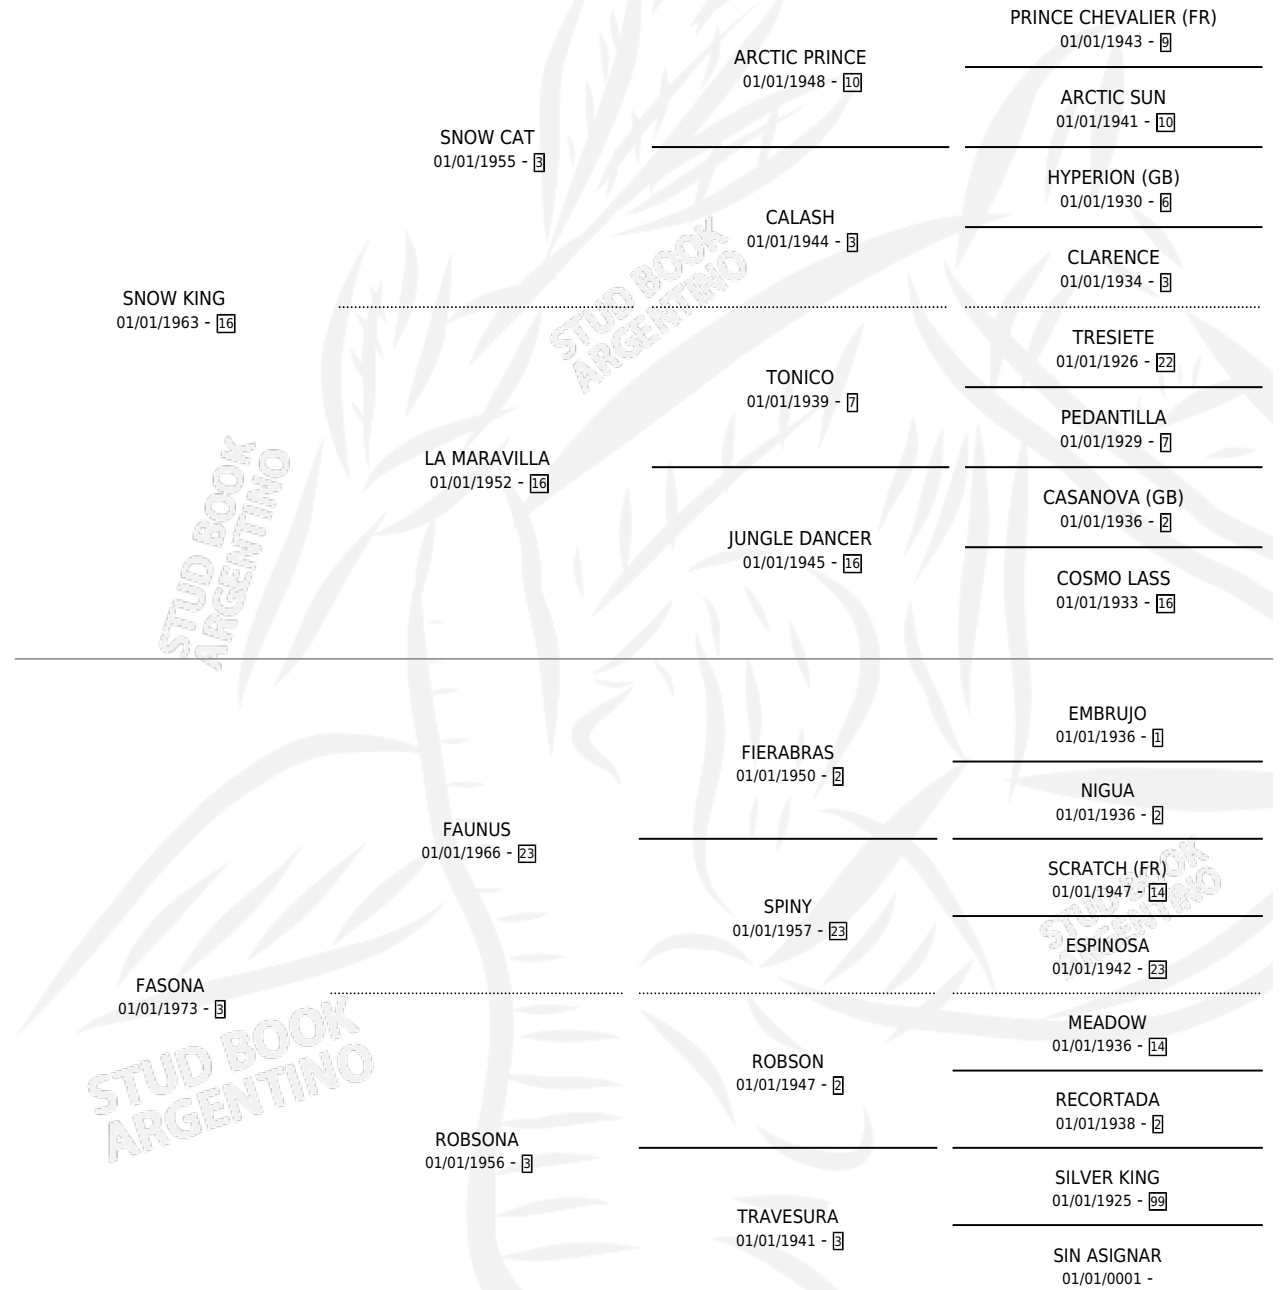 PRINCE CHEVALIER (FR)
01/01/1943 - 9
ARCTIC PRINCE
01/01/1948 - 10
ARCTIC SUN
01/01/1941 - 10
SNOW CAT
01/01/1955 - 3
HYPERION (GB)
01/01/1930 - 6
CALASH
01/01/1944 - 3
CLARENCE
01/01/1934 - 3
SNOW KING
01/01/1963 - 16
TRESIETE
01/01/1926 - 22
TONICO
01/01/1939 - 7
PEDANTILLA
01/01/1929 - 7
LA MARAVILLA
01/01/1952 - 16
CASANOVA (GB)
01/01/1936 - 2
JUNGLE DANCER
01/01/1945 - 16
COSMO LASS
01/01/1933 - 16
EMBRUJO
01/01/1936 - 1
FIERABRAS
01/01/1950 - 2
NIGUA
01/01/1936 - 2
FAUNUS
01/01/1966 - 23
SCRATCH (FR)
01/01/1947 - 14
SPINY
01/01/1957 - 23
ESPINOSA
01/01/1942 - 23
FASONA
01/01/1973 - 3
MEADOW
01/01/1936 - 14
ROBSON
01/01/1947 - 2
RECORTADA
01/01/1938 - 2
ROBSONA
01/01/1956 - 3
SILVER KING
01/01/1925 - 99
TRAVESURA
01/01/1941 - 3
SIN ASIGNAR
01/01/0001 -
STUD BOOK
ARGENTINO
STUD BOOK
ARGENTINO
STUD BOOK
ARGENTINO
STUD BOOK
ARGENTINO